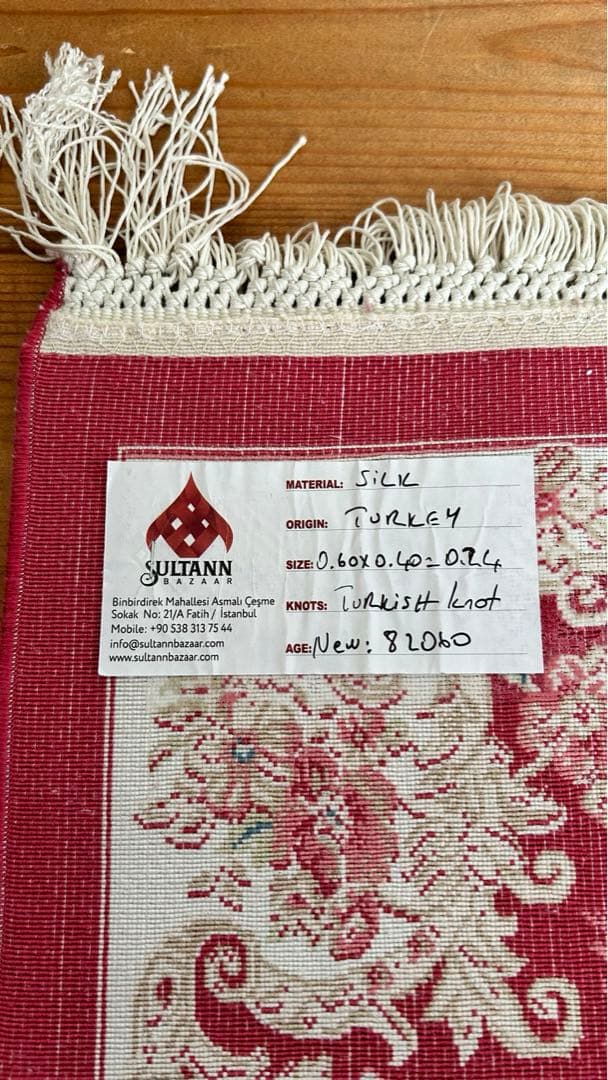 SULTANN
BAZAAR
Binbirdirek Mahallesi Asmalı Çeşme
Sokak No: 21/A Fatih / İstanbul
Mobile: +90 538 313 75 44
info@sultannbazaar.com
www.sultannbazaar.com
MATERIAL: SiLK
ORIGIN: TURKEY
SIZE: 0.60x0.40=0.24
KNOTS: TURKiSH knot
AGE: New: 82060